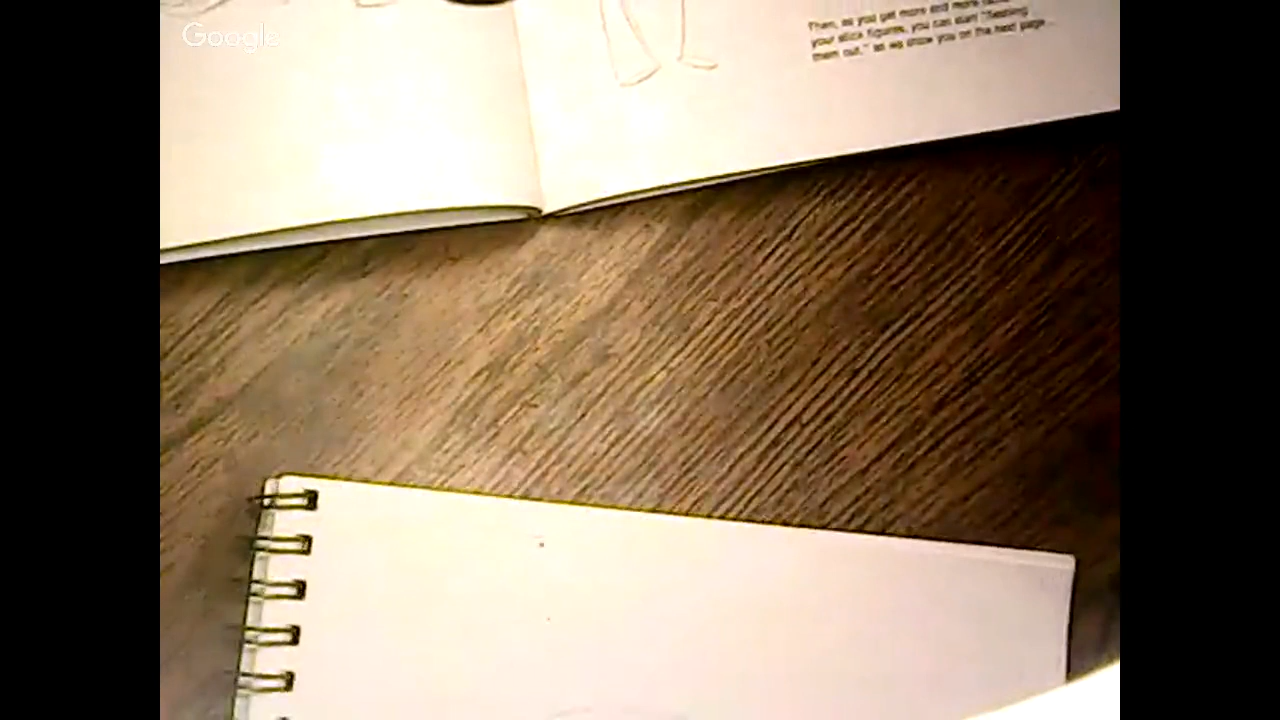 Google
Then, as you get more and more
your stick figures, you can start "fleshing
them out," as we show you on the next page...